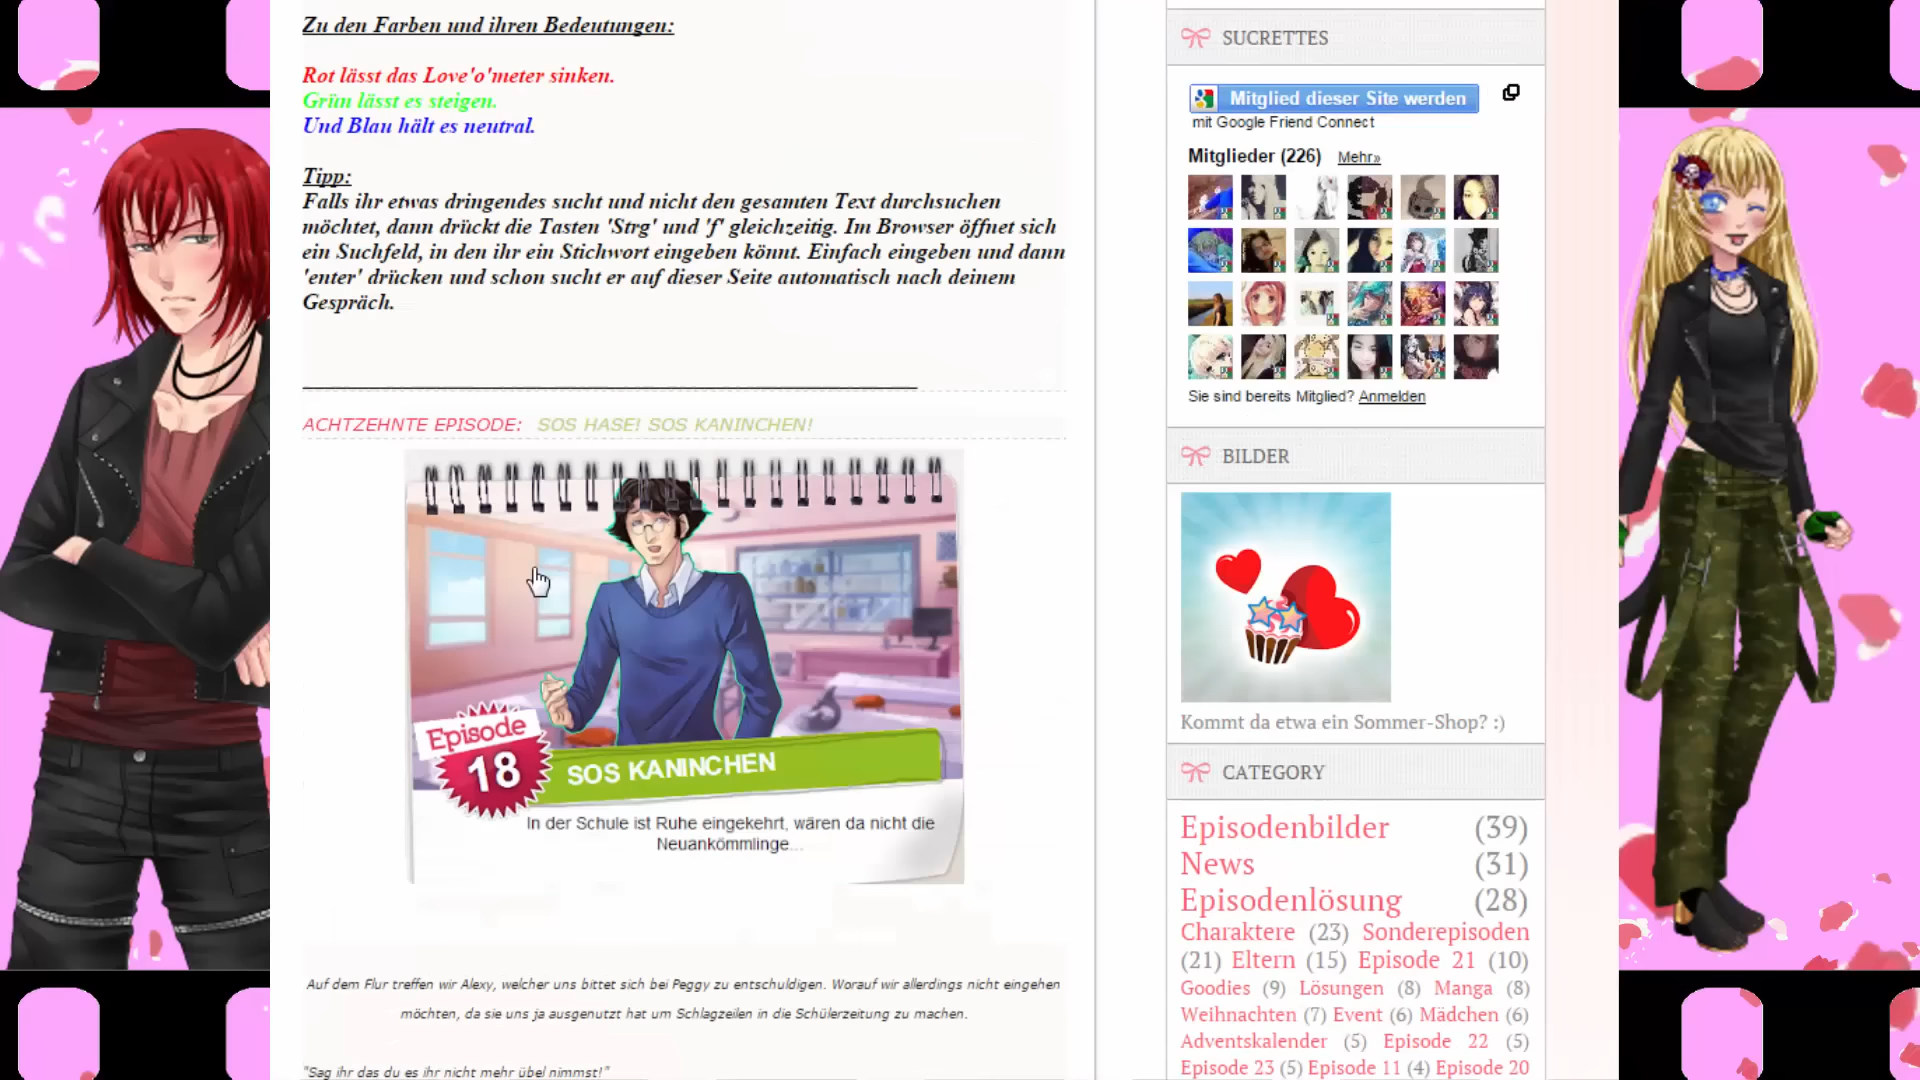 Zu den Farben und ihren Bedeutungen:
Rot lässt das Love'o'meter sinken.
Grün lässt es steigen.
Und Blau hält es neutral.
Tipp:
Falls ihr etwas dringendes sucht und nicht den gesamten Text durchsuchen
möchtet, dann drückt die Tasten 'Strg' und 'f' gleichzeitig. Im Browser öffnet sich
ein Suchfeld, in den ihr ein Stichwort eingeben könnt. Einfach eingeben und dann
'enter' drücken und schon sucht er auf dieser Seite automatisch nach deinem
Gespräch.
ACHTZEHNTE EPISODE: SOS HASE! SOS KANINCHEN!
Episode
18
SOS KANINCHEN
In der Schule ist Ruhe eingekehrt, wären da nicht die
Neuankömmlinge...
Auf dem Flur treffen wir Alexy, welcher uns bittet sich bei Peggy zu entschuldigen. Worauf wir allerdings nicht eingehen
möchten, da sie uns ja ausgenutzt hat um Schlagzeilen in die Schülerzeitung zu machen.
"Sag ihr das du es ihr nicht mehr übel nimmst!"
SUCRETTES
Mitglied dieser Site werden
mit Google Friend Connect
Mitglieder (226) Mehr»
Sie sind bereits Mitglied? Anmelden
BILDER
Kommt da etwa ein Sommer-Shop? :)
CATEGORY
Episodenbilder (39)
News (31)
Episodenlösung (28)
Charaktere (23) Sonderepisoden
(21) Eltern (15) Episode 21 (10)
Goodies (9) Lösungen (8) Manga (8)
Weihnachten (7) Event (6) Mädchen (6)
Adventskalender (5) Episode 22 (5)
Episode 23 (5) Episode 11 (4) Episode 20